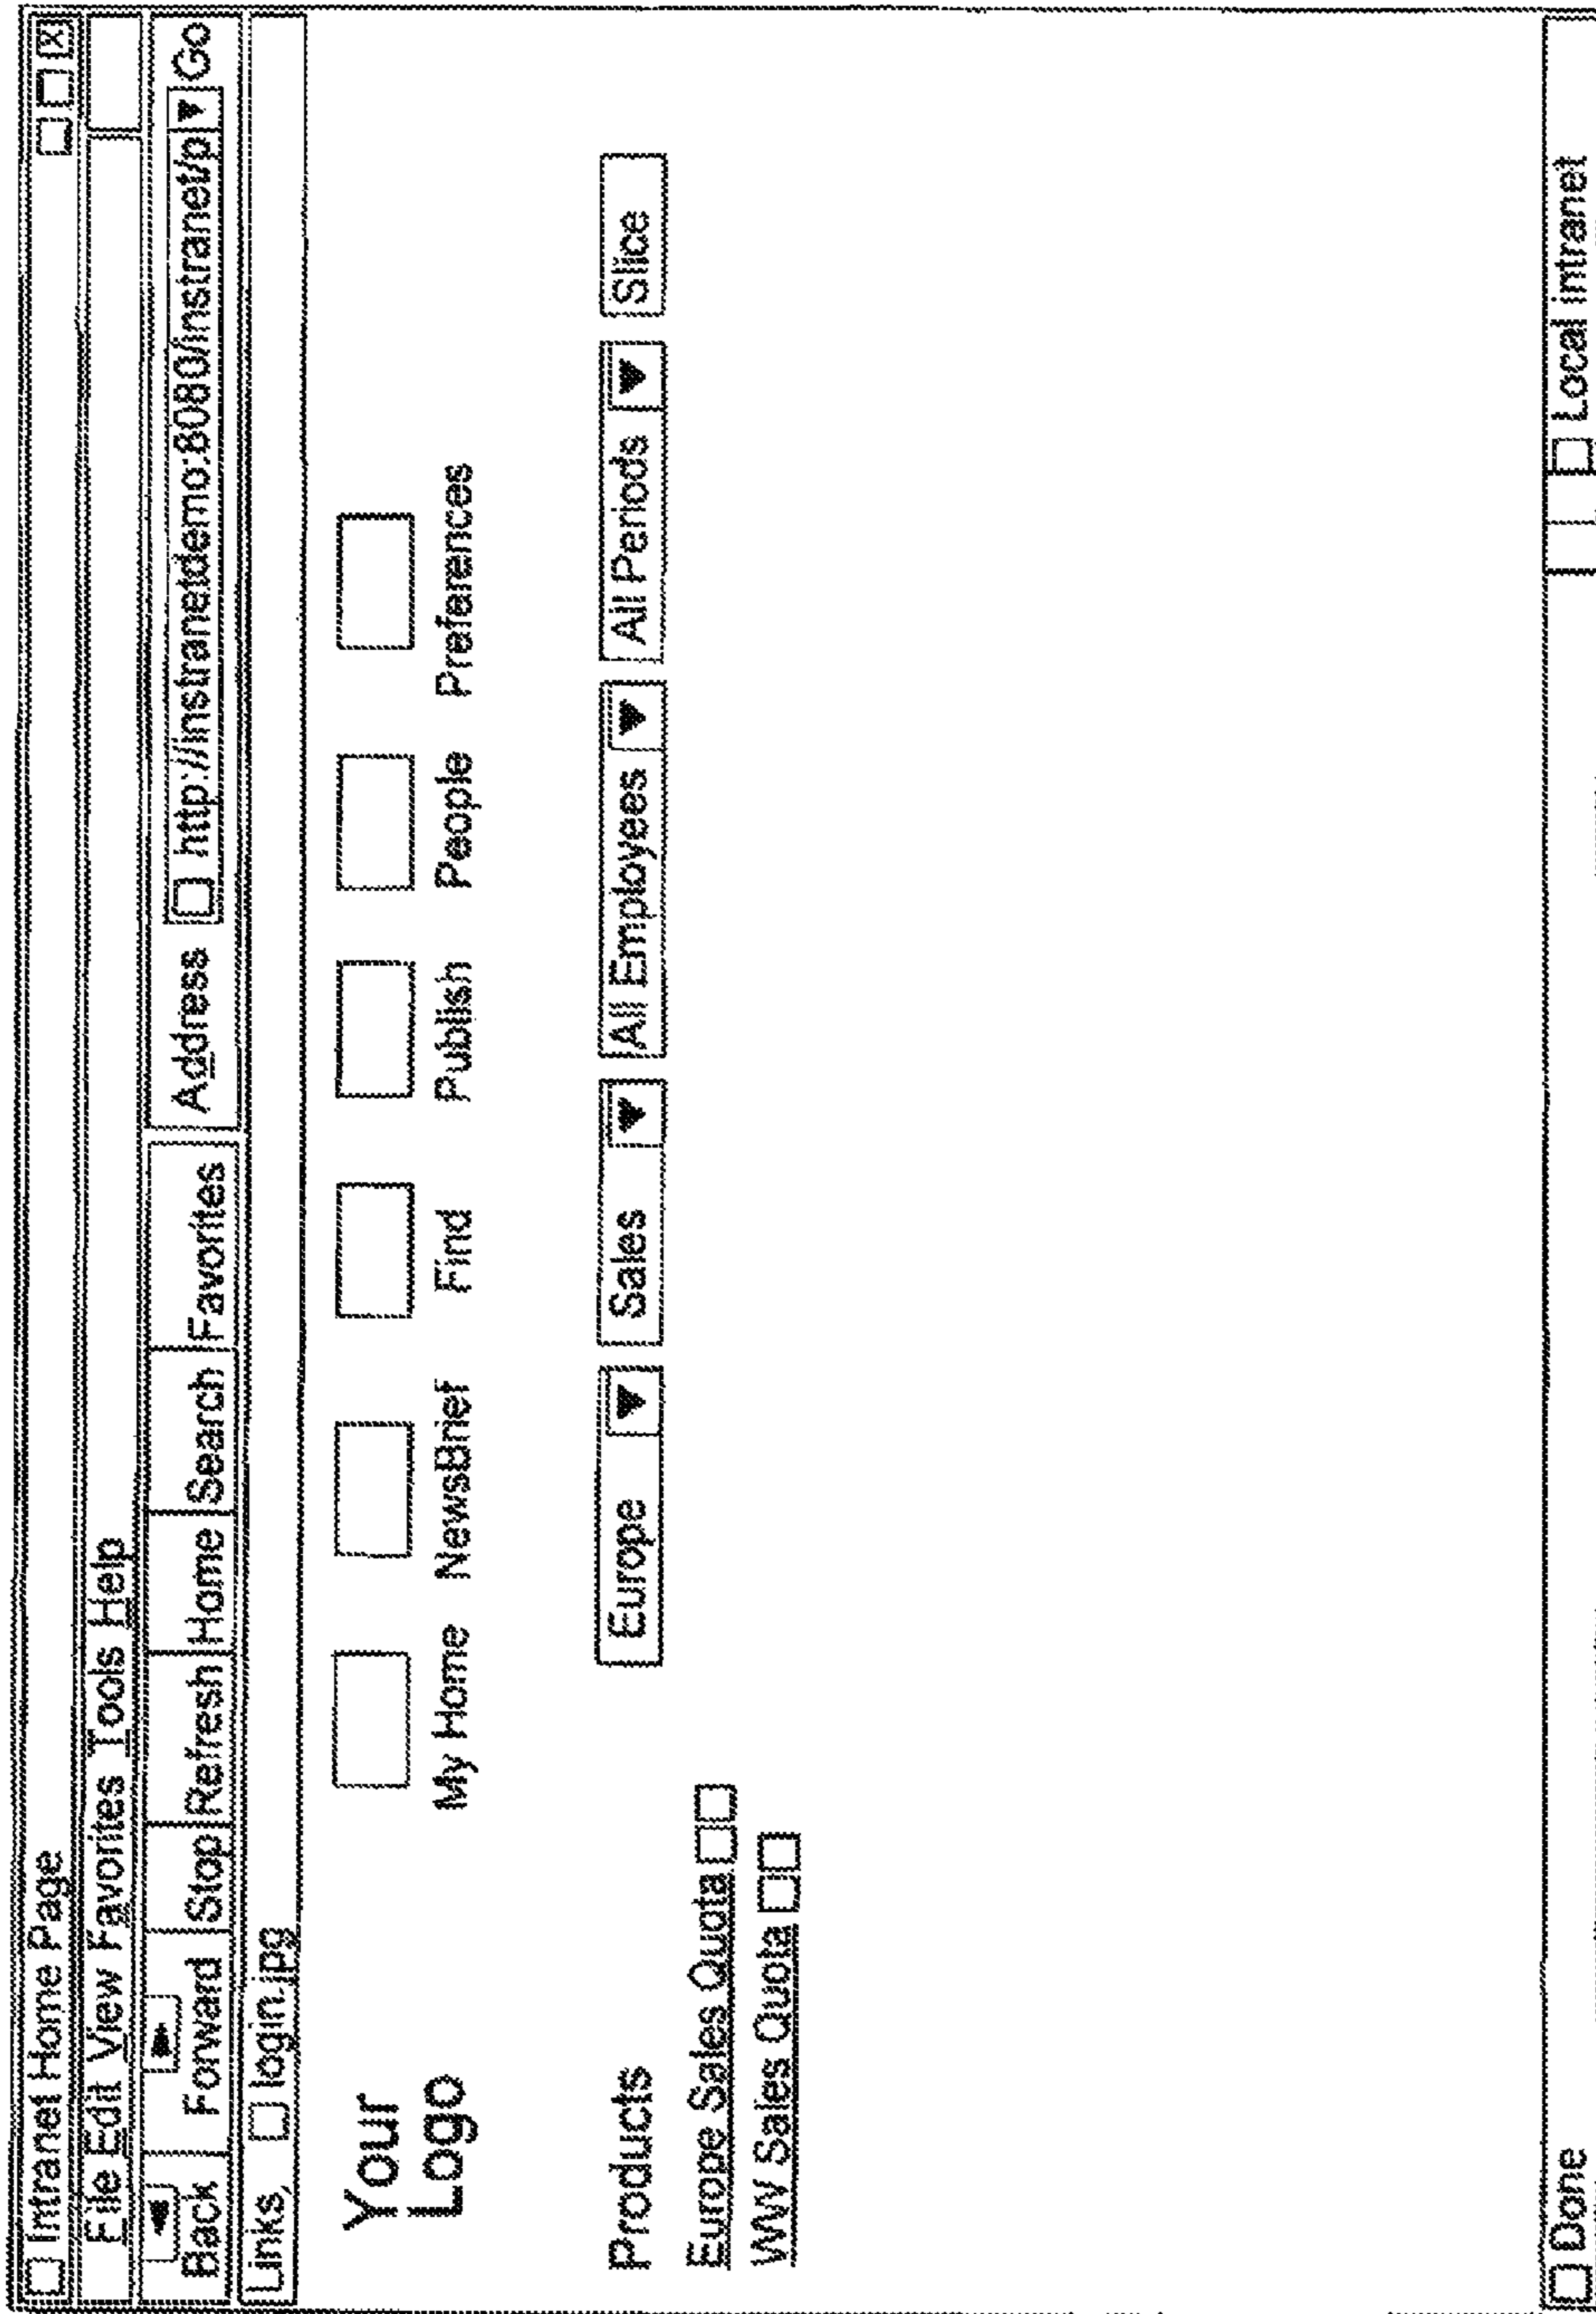 Intranet Home Page
File Edit View Favorites Tools Help
Back Forward Stop Refresh Home Search Favorites Address http://instranetdemo:8080/instranet/p Go
Links, login.jpg
Your
Logo
My Home NewsBrief Find Publish People Preferences
Products Europe Sales All Employees All Periods Slice
Europe Sales Quota
WW Sales Quota
Done Local intranet